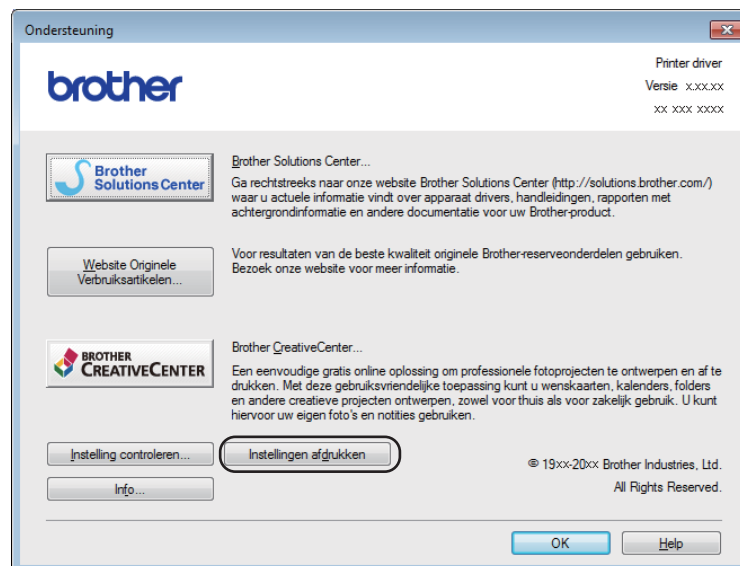 Ondersteuning
brother
Printer driver
Versie x.xx.xx
xx xxx xxxx
Brother
Solutions Center
Brother Solutions Center...
Ga rechtstreeks naar onze website Brother Solutions Center (http://solutions.brother.com/)
waar u actuele informatie vindt over apparaat drivers, handleidingen, rapporten met
achtergrondinformatie en andere documentatie voor uw Brother-product.
Website Originele
Verbruiksartikelen...
Voor resultaten van de beste kwaliteit originele Brother-reserveonderdelen gebruiken.
Bezoek onze website voor meer informatie.
BROTHER
CREATIVECENTER
Brother CreativeCenter...
Een eenvoudige gratis online oplossing om professionele fotoprojecten te ontwerpen en af te
drukken. Met deze gebruiksvriendelijke toepassing kunt u wenskaarten, kalenders, folders
en andere creatieve projecten ontwerpen, zowel voor thuis als voor zakelijk gebruik. U kunt
hiervoor uw eigen foto's en notities gebruiken.
Instelling controleren...
Instellingen afdrukken
Info...
© 19xx-20xx Brother Industries, Ltd.
All Rights Reserved.
OK
Help